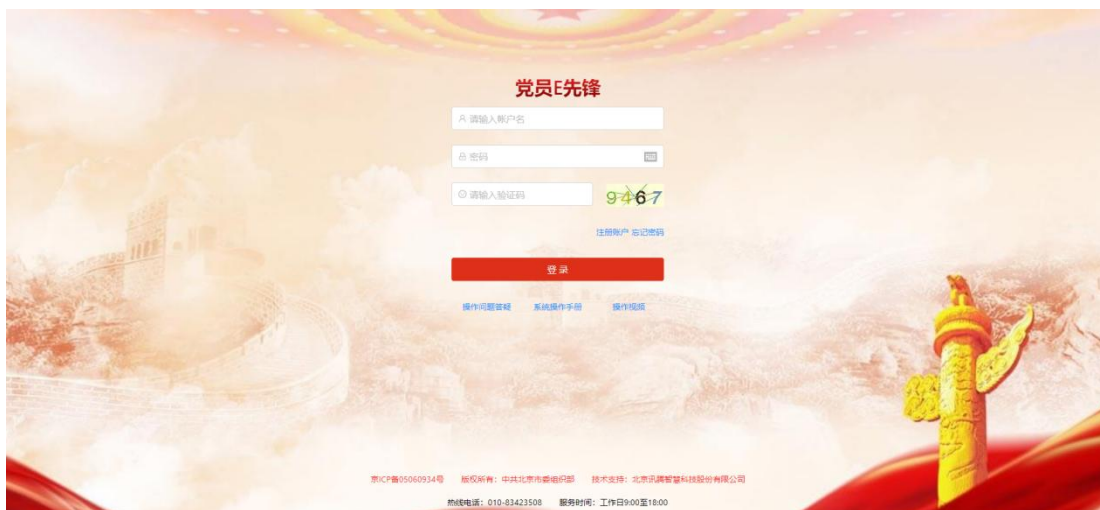 党员E先锋
请输入账户名
密码
请输入验证码 9467
注册账户 忘记密码
登录
操作问题答疑 系统操作手册 操作视频
京ICP备05060934号 版权所有：中共北京市委组织部 技术支持：北京讯腾智慧科技股份有限公司
热线电话：010-83423508 服务时间：工作日9:00至18:00